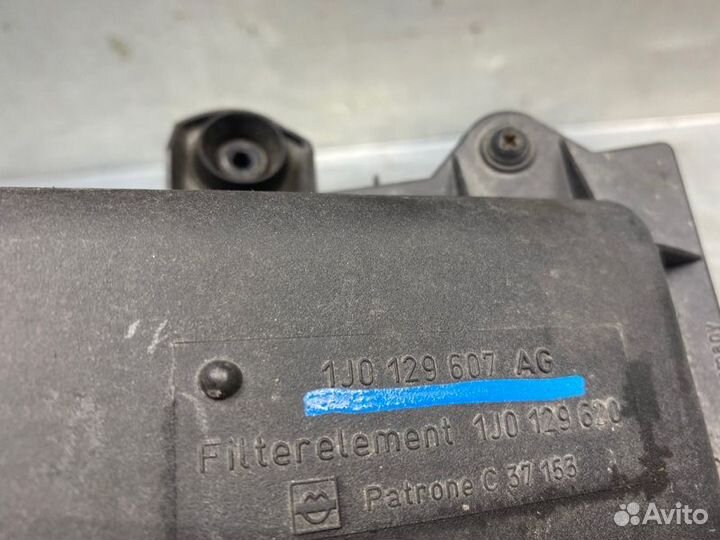 1J0 129 607 AG
Filterelement 1J0 129 620
Patrone C 37 153
Avito